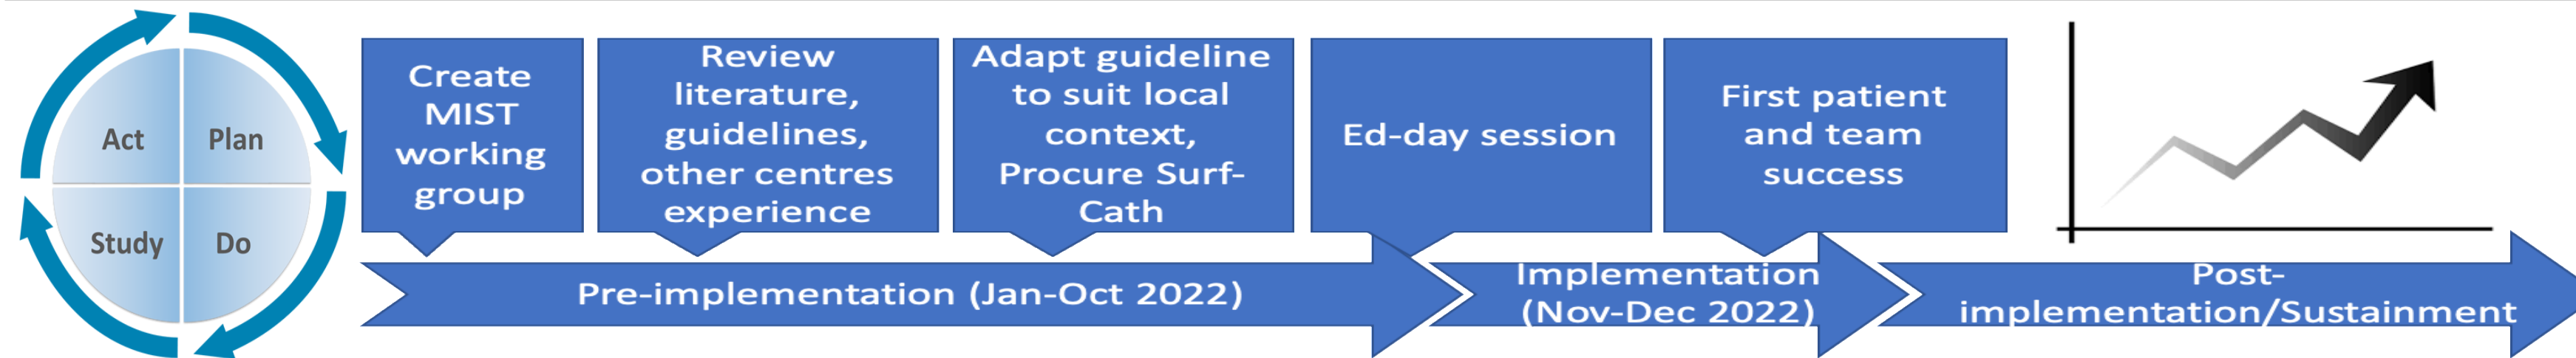 Act
Plan
Study
Do
Create
MIST
working
group
Review
literature,
guidelines,
other centres
experience
Adapt guideline
to suit local
context,
Procure Surf-
Cath
Ed-day session
First patient
and team
success
Pre-implementation (Jan-Oct 2022)
Implementation
(Nov-Dec 2022)
Post-
implementation/Sustainment